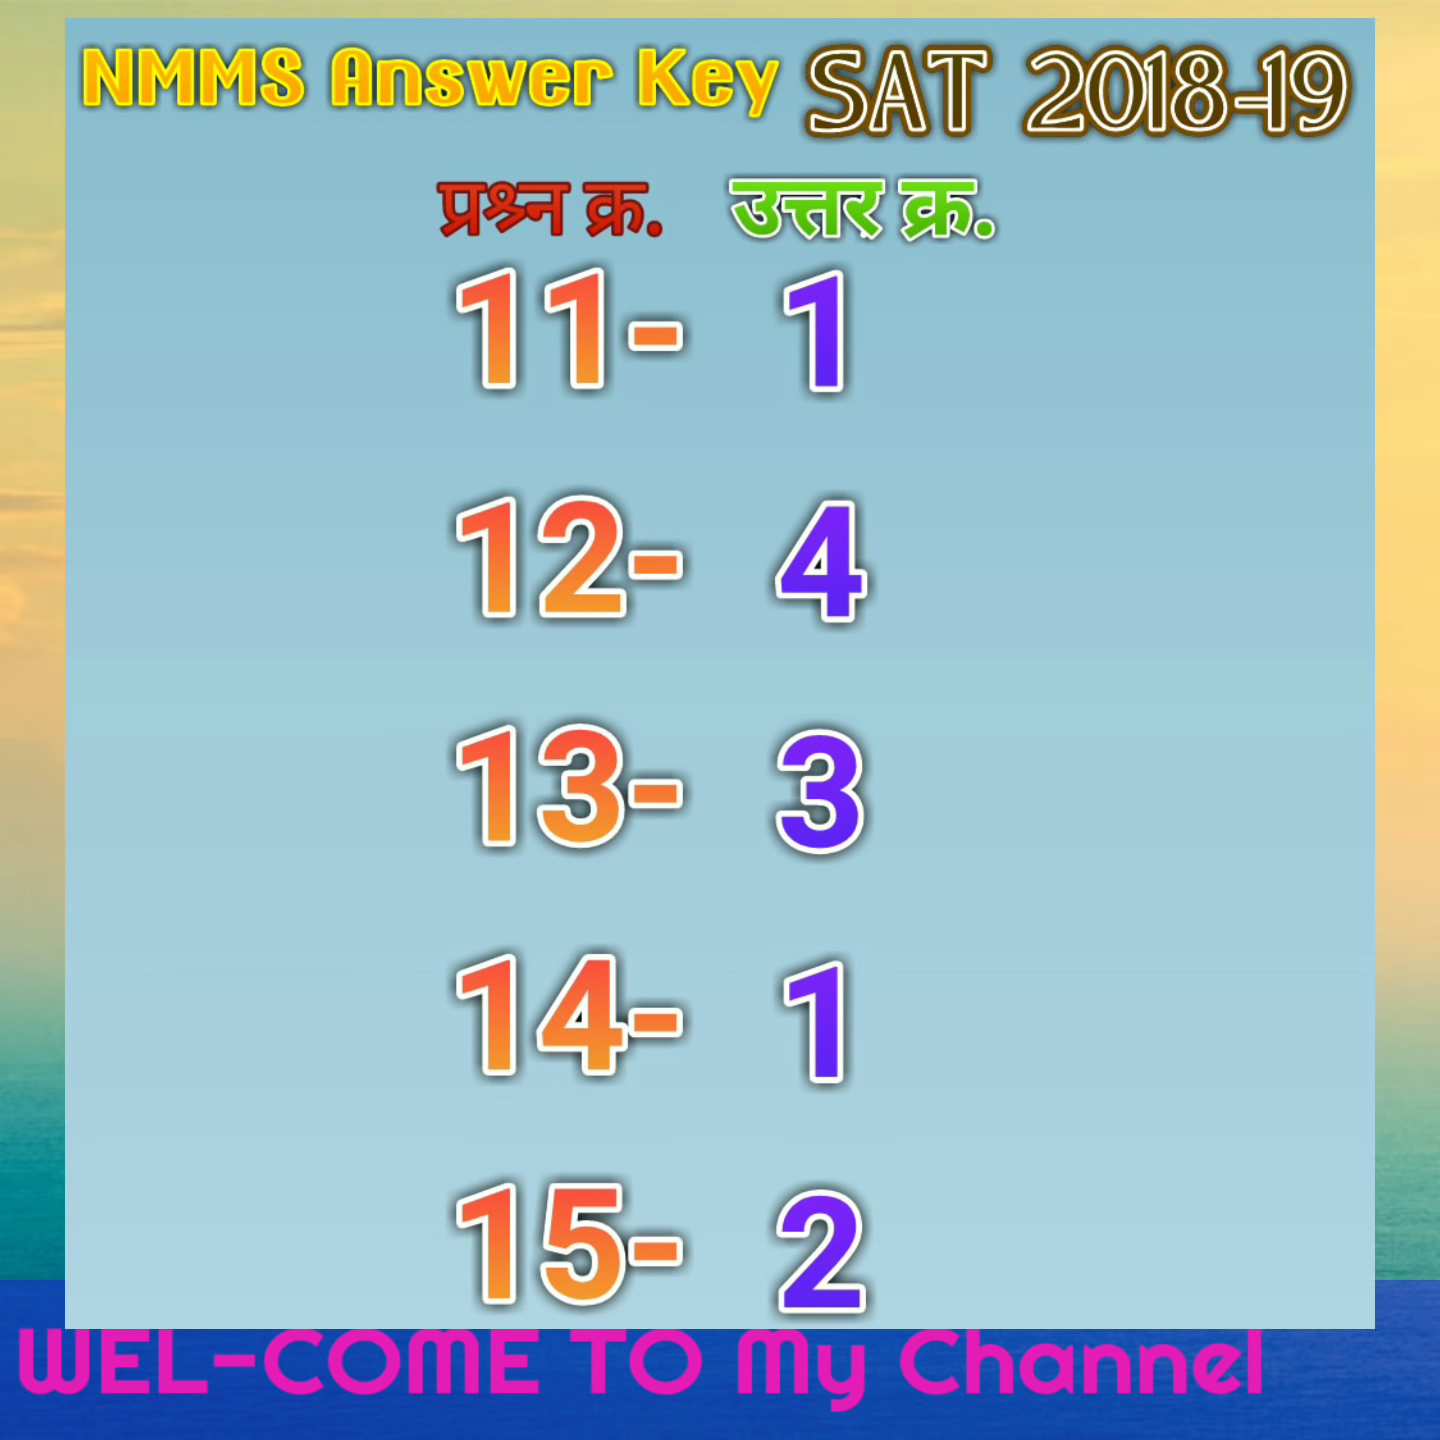 NMMS Answer Key SAT 2018-19
प्रश्न क्र. उत्तर क्र.
11- 1
12- 4
13- 3
14- 1
15- 2
WEL-COME TO My Channel